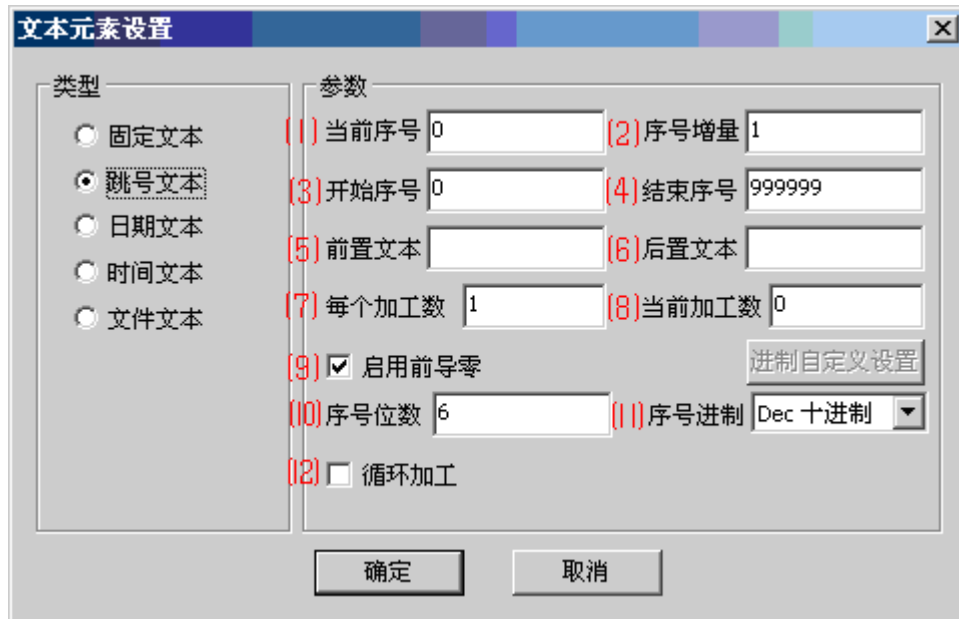 文本元素设置
类型
固定文本
跳号文本
日期文本
时间文本
文件文本
参数
(1) 当前序号 0 (2) 序号增量 1
(3) 开始序号 0 (4) 结束序号 999999
(5) 前置文本 (6) 后置文本
(7) 每个加工数 1 (8) 当前加工数 0
(9) 启用前导零 进制自定义设置
(10) 序号位数 6 (11) 序号进制 Dec 十进制
(12) 循环加工
确定 取消